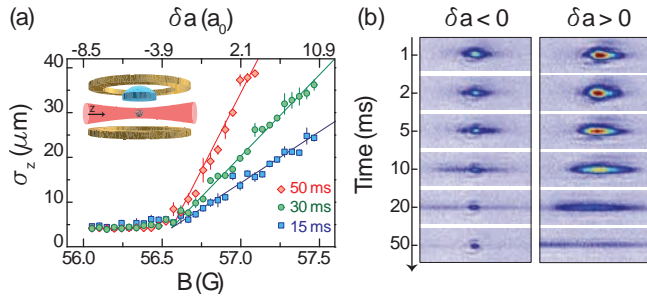 (a)
δa(a₀)
-8.5 -3.9 2.1 10.9
40
30
20
10
0
σz (μm)
z
50 ms
30 ms
15 ms
56.0 56.5 57.0 57.5
B(G)
(b)
δa<0 δa>0
Time (ms)
1
2
5
10
20
50